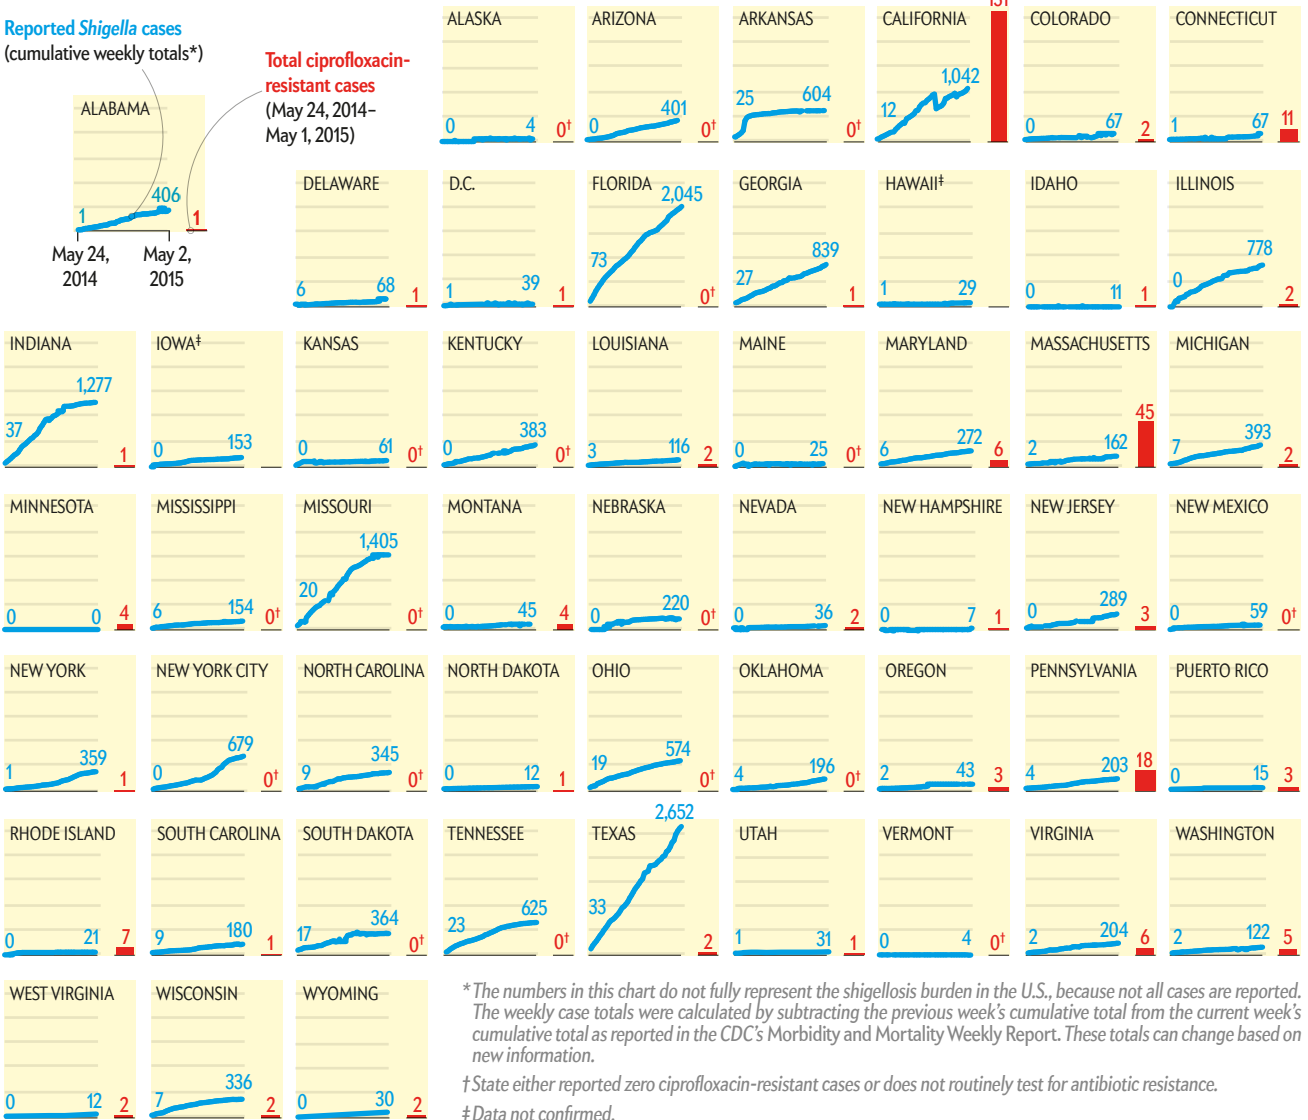 Reported Shigella cases
(cumulative weekly totals*)
Total ciprofloxacin-
resistant cases
(May 24, 2014–
May 1, 2015)
ALABAMA
1
406
1
May 24,
2014
May 2,
2015
ALASKA
0
4
0†
ARIZONA
0
401
0†
ARKANSAS
25
604
0†
CALIFORNIA
12
1,042
COLORADO
0
67
2
CONNECTICUT
1
67
11
DELAWARE
6
68
1
D.C.
1
39
1
FLORIDA
73
2,045
0†
GEORGIA
27
839
1
HAWAII‡
1
29
IDAHO
0
11
1
ILLINOIS
0
778
2
INDIANA
37
1,277
1
IOWA‡
0
153
KANSAS
0
61
0†
KENTUCKY
0
383
0†
LOUISIANA
3
116
2
MAINE
0
25
0†
MARYLAND
6
272
6
MASSACHUSETTS
2
162
45
MICHIGAN
7
393
2
MINNESOTA
0
0
4
MISSISSIPPI
6
154
0†
MISSOURI
20
1,405
0†
MONTANA
0
45
4
NEBRASKA
0
220
0†
NEVADA
0
36
2
NEW HAMPSHIRE
0
7
1
NEW JERSEY
0
289
3
NEW MEXICO
0
59
0†
NEW YORK
1
359
1
NEW YORK CITY
0
679
0†
NORTH CAROLINA
9
345
0†
NORTH DAKOTA
0
12
1
OHIO
19
574
0†
OKLAHOMA
4
196
0†
OREGON
2
43
3
PENNSYLVANIA
4
203
18
PUERTO RICO
0
15
3
RHODE ISLAND
0
21
7
SOUTH CAROLINA
9
180
1
SOUTH DAKOTA
17
364
0†
TENNESSEE
23
625
0†
TEXAS
33
2,652
2
UTAH
1
31
1
VERMONT
0
4
0†
VIRGINIA
2
204
6
WASHINGTON
2
122
5
WEST VIRGINIA
0
12
2
WISCONSIN
7
336
2
WYOMING
0
30
2
* The numbers in this chart do not fully represent the shigellosis burden in the U.S., because not all cases are reported.
The weekly case totals were calculated by subtracting the previous week's cumulative total from the current week's
cumulative total as reported in the CDC's Morbidity and Mortality Weekly Report. These totals can change based on
new information.
† State either reported zero ciprofloxacin-resistant cases or does not routinely test for antibiotic resistance.
‡ Data not confirmed.